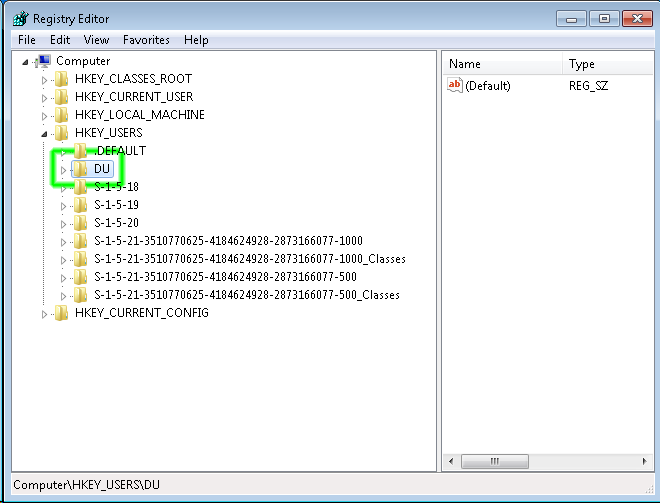 Registry Editor
File Edit View Favorites Help
Computer
HKEY_CLASSES_ROOT
HKEY_CURRENT_USER
HKEY_LOCAL_MACHINE
HKEY_USERS
.DEFAULT
DU
S-1-5-18
S-1-5-19
S-1-5-20
S-1-5-21-3510770625-4184624928-2873166077-1000
S-1-5-21-3510770625-4184624928-2873166077-1000_Classes
S-1-5-21-3510770625-4184624928-2873166077-500
S-1-5-21-3510770625-4184624928-2873166077-500_Classes
HKEY_CURRENT_CONFIG
Name Type
ab (Default) REG_SZ
Computer\HKEY_USERS\DU